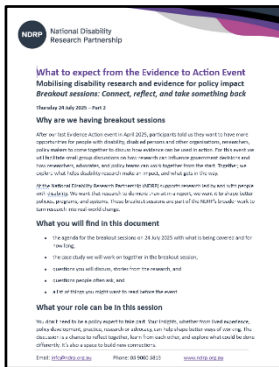 NDRP
National Disability
Research Partnership
What to expect from the Evidence to Action Event
Mobilising disability research and evidence for policy impact
Breakout sessions: Connect, reflect, and take something back
Thursday 24 July 2025 – Part 2
Why are we having breakout sessions
After our last Evidence Action event in April 2025, participants told us they want to have more
opportunities for people with disability, disabled persons and other organisations, researchers,
policy makers to come together to discuss how evidence can be used in action. For this event we
will facilitate small group discussions on how research can influence government decisions and
how researchers, advocates, and policy teams can work together from the start. Together, we
explore what helps disability research make an impact, and what gets in the way.
At the National Disability Research Partnership (NDRP) supports research led by and with people
with disability. We want that research to do more than sit in a report, we want it to shape better
policies, programs, and systems. These breakout sessions are part of the NDRP's broader work to
turn research into real-world change.
What you will find in this document
• the agenda for the breakout sessions on 24 July 2025 with what is being covered and for
how long,
• the case study we will work on together in the breakout session,
• questions you will discuss, stories from the research, and
• questions people often ask, and
• a list of things you might want to read before the event
What your role can be in this session
You don't need to be a policy expert to take part. Your insights, whether from lived experience,
policy development, practice, research or advocacy can help shape better ways of working. The
discussion is a chance to reflect together, learn from each other, and explore what could be done
differently. It's also a space to build new connections.
Email: info@ndrp.org.au Phone: 03 9000 3815 www.ndrp.org.au